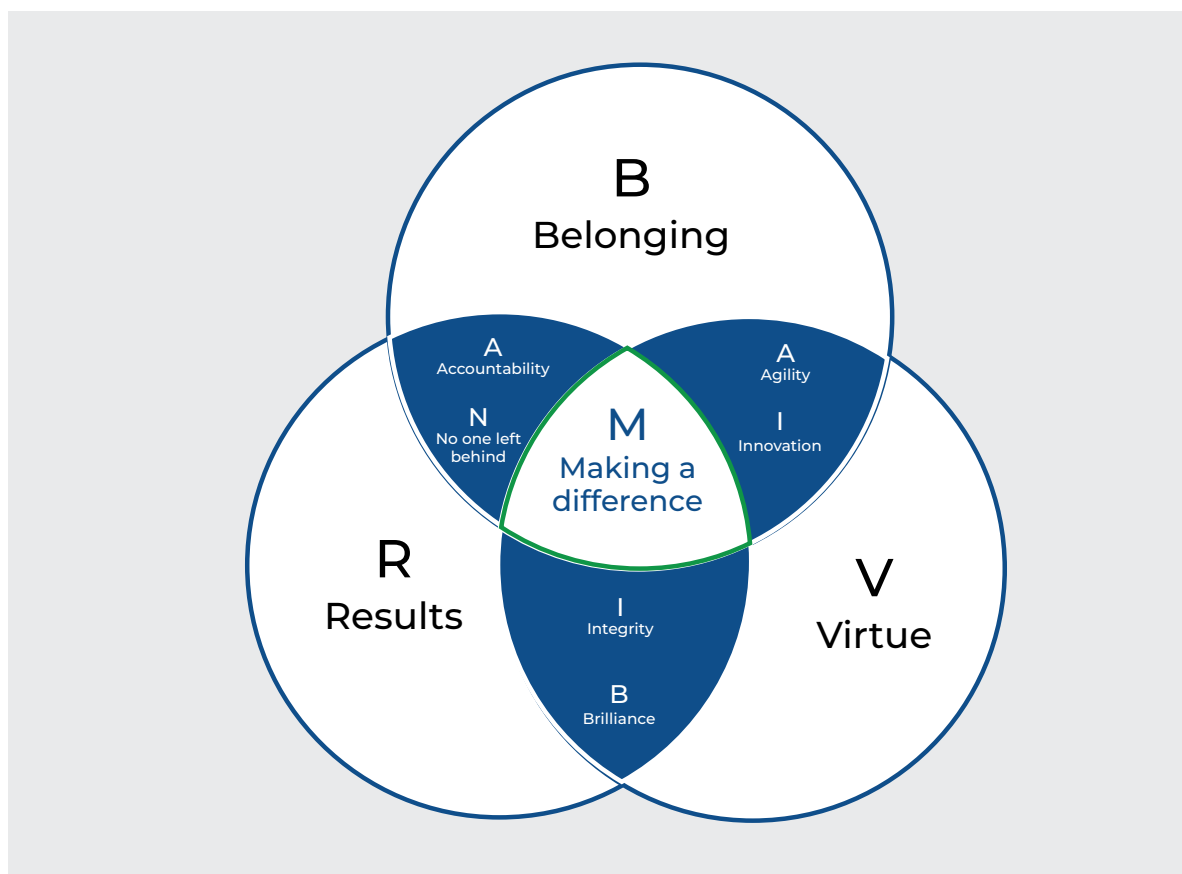 B
Belonging
A
Accountability
N
No one left
behind
A
Agility
I
Innovation
M
Making a
difference
R
Results
V
Virtue
I
Integrity
B
Brilliance